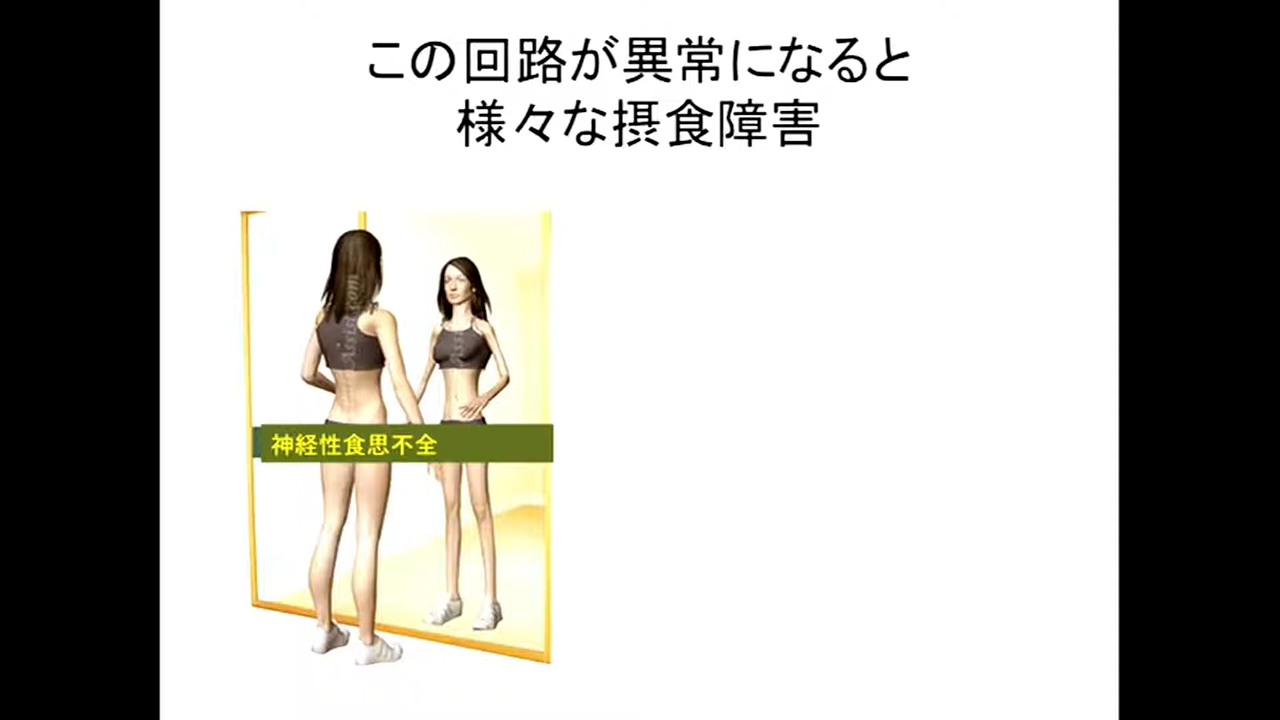 この回路が異常になると
様々な摂食障害
神経性食思不全